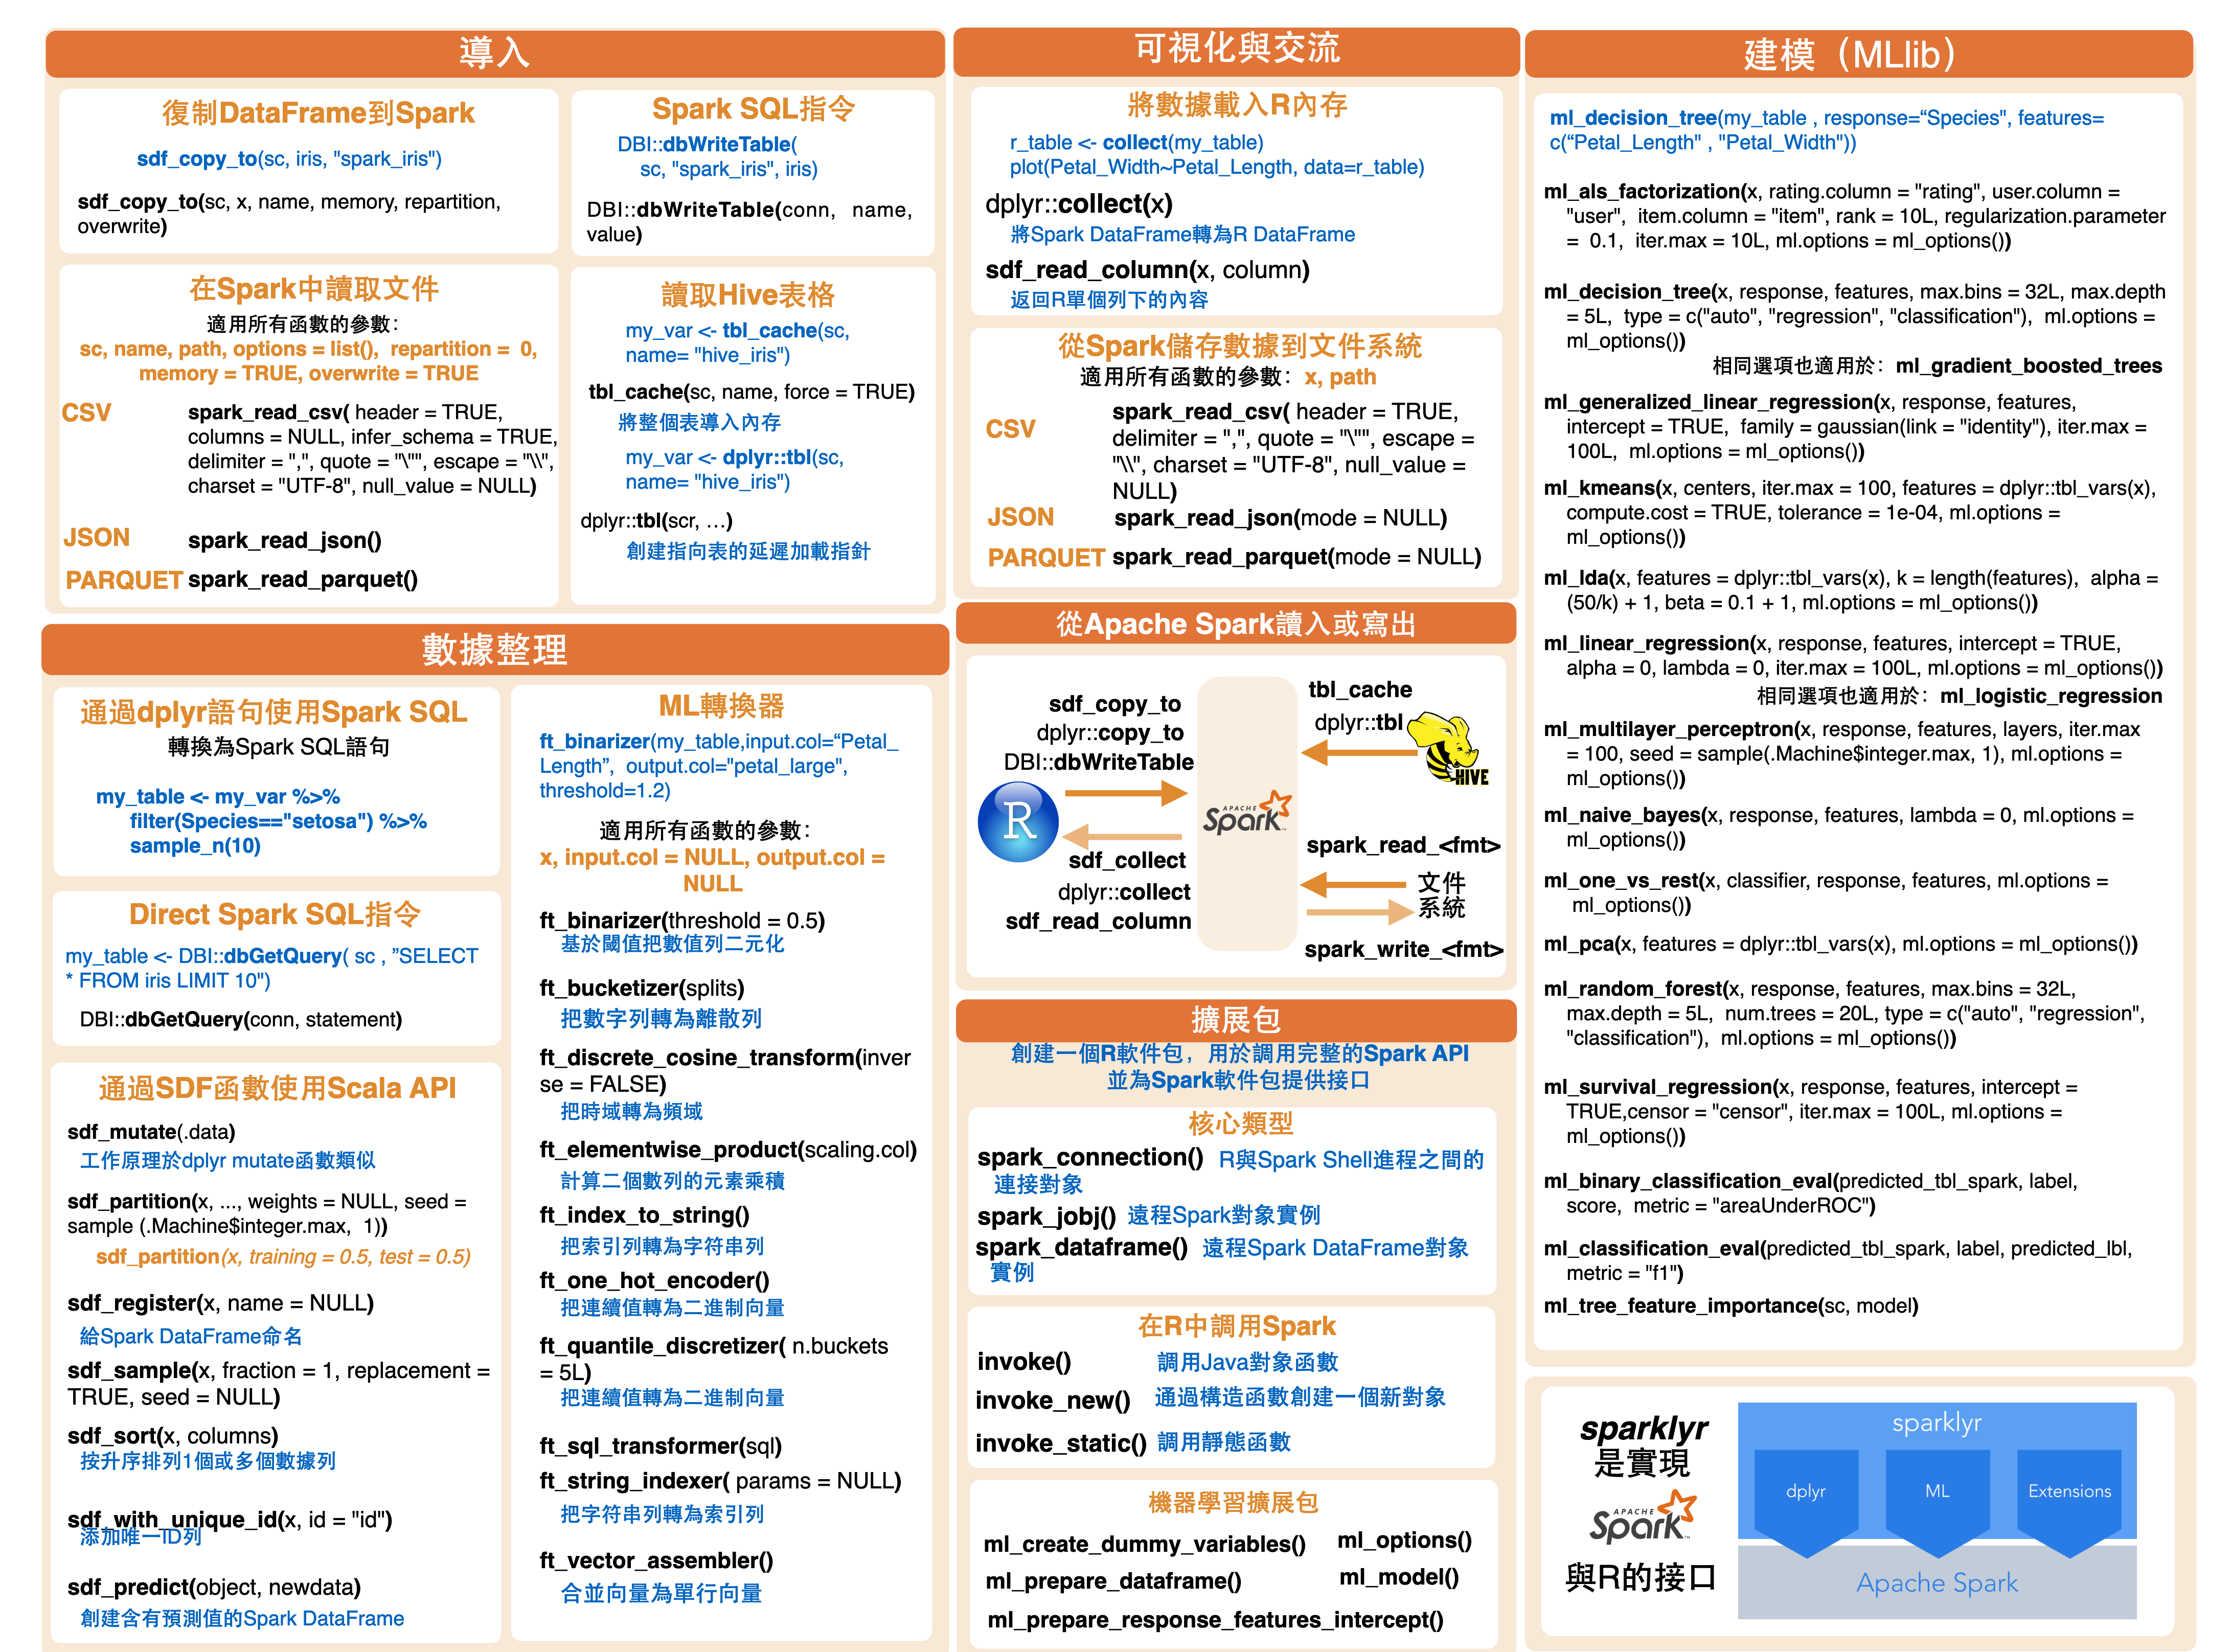 導入
復制DataFrame到Spark
sdf_copy_to(sc, iris, "spark_iris")
sdf_copy_to(sc, x, name, memory, repartition,
overwrite)
Spark SQL指令
DBI::dbWriteTable(
sc, "spark_iris", iris)
DBI::dbWriteTable(conn, name,
value)
在Spark中讀取文件
適用所有函數的參數：
sc, name, path, options = list(), repartition = 0,
memory = TRUE, overwrite = TRUE
CSV
spark_read_csv( header = TRUE,
columns = NULL, infer_schema = TRUE,
delimiter = ",", quote = "\"", escape = "\\",
charset = "UTF-8", null_value = NULL)
JSON
spark_read_json()
PARQUET
spark_read_parquet()
讀取Hive表格
my_var <- tbl_cache(sc,
name= "hive_iris")
tbl_cache(sc, name, force = TRUE)
將整個表導入內存
my_var <- dplyr::tbl(sc,
name= "hive_iris")
dplyr::tbl(scr, …)
創建指向表的延遲加載指針
數據整理
通過dplyr語句使用Spark SQL
轉換為Spark SQL語句
my_table <- my_var %>%
filter(Species=="setosa") %>%
sample_n(10)
Direct Spark SQL指令
my_table <- DBI::dbGetQuery( sc , ”SELECT
* FROM iris LIMIT 10")
DBI::dbGetQuery(conn, statement)
通過SDF函數使用Scala API
sdf_mutate(.data)
工作原理於dplyr mutate函數類似
sdf_partition(x, ..., weights = NULL, seed =
sample (.Machine$integer.max, 1))
sdf_partition(x, training = 0.5, test = 0.5)
sdf_register(x, name = NULL)
給Spark DataFrame命名
sdf_sample(x, fraction = 1, replacement =
TRUE, seed = NULL)
sdf_sort(x, columns)
按升序排列1個或多個數據列
sdf_with_unique_id(x, id = "id")
添加唯一ID列
sdf_predict(object, newdata)
創建含有預測值的Spark DataFrame
ML轉換器
ft_binarizer(my_table,input.col=“Petal_
Length”, output.col="petal_large",
threshold=1.2)
適用所有函數的參數：
x, input.col = NULL, output.col =
NULL
ft_binarizer(threshold = 0.5)
基於閾值把數值列二元化
ft_bucketizer(splits)
把數字列轉為離散列
ft_discrete_cosine_transform(inver
se = FALSE)
把時域轉為頻域
ft_elementwise_product(scaling.col)
計算二個數列的元素乘積
ft_index_to_string()
把索引列轉為字符串列
ft_one_hot_encoder()
把連續值轉為二進制向量
ft_quantile_discretizer( n.buckets
= 5L)
把連續值轉為二進制向量
ft_sql_transformer(sql)
ft_string_indexer( params = NULL)
把字符串列轉為索引列
ft_vector_assembler()
合並向量為單行向量
可視化與交流
將數據載入R內存
r_table <- collect(my_table)
plot(Petal_Width~Petal_Length, data=r_table)
dplyr::collect(x)
將Spark DataFrame轉為R DataFrame
sdf_read_column(x, column)
返回R單個列下的內容
從Spark儲存數據到文件系統
適用所有函數的參數：x, path
CSV
spark_read_csv( header = TRUE,
delimiter = ",", quote = "\"", escape =
"\\", charset = "UTF-8", null_value =
NULL)
JSON
spark_read_json(mode = NULL)
PARQUET
spark_read_parquet(mode = NULL)
從Apache Spark讀入或寫出
sdf_copy_to
dplyr::copy_to
DBI::dbWriteTable
R
sdf_collect
dplyr::collect
sdf_read_column
APACHE
Spark
tbl_cache
dplyr::tbl
HIVE
spark_read_<fmt>
文件
系統
spark_write_<fmt>
擴展包
創建一個R軟件包，用於調用完整的Spark API
並為Spark軟件包提供接口
核心類型
spark_connection() R與Spark Shell進程之間的
連接對象
spark_jobj() 遠程Spark對象實例
spark_dataframe() 遠程Spark DataFrame對象
實例
在R中調用Spark
invoke() 調用Java對象函數
invoke_new() 通過構造函數創建一個新對象
invoke_static() 調用靜態函數
機器學習擴展包
ml_create_dummy_variables() ml_options()
ml_prepare_dataframe() ml_model()
ml_prepare_response_features_intercept()
建模（MLlib）
ml_decision_tree(my_table , response=“Species", features=
c(“Petal_Length" , "Petal_Width"))
ml_als_factorization(x, rating.column = "rating", user.column =
"user", item.column = "item", rank = 10L, regularization.parameter
= 0.1, iter.max = 10L, ml.options = ml_options())
ml_decision_tree(x, response, features, max.bins = 32L, max.depth
= 5L, type = c("auto", "regression", "classification"), ml.options =
ml_options())
相同選項也適用於：ml_gradient_boosted_trees
ml_generalized_linear_regression(x, response, features,
intercept = TRUE, family = gaussian(link = "identity"), iter.max =
100L, ml.options = ml_options())
ml_kmeans(x, centers, iter.max = 100, features = dplyr::tbl_vars(x),
compute.cost = TRUE, tolerance = 1e-04, ml.options =
ml_options())
ml_lda(x, features = dplyr::tbl_vars(x), k = length(features), alpha =
(50/k) + 1, beta = 0.1 + 1, ml.options = ml_options())
ml_linear_regression(x, response, features, intercept = TRUE,
alpha = 0, lambda = 0, iter.max = 100L, ml.options = ml_options())
相同選項也適用於：ml_logistic_regression
ml_multilayer_perceptron(x, response, features, layers, iter.max
= 100, seed = sample(.Machine$integer.max, 1), ml.options =
ml_options())
ml_naive_bayes(x, response, features, lambda = 0, ml.options =
ml_options())
ml_one_vs_rest(x, classifier, response, features, ml.options =
ml_options())
ml_pca(x, features = dplyr::tbl_vars(x), ml.options = ml_options())
ml_random_forest(x, response, features, max.bins = 32L,
max.depth = 5L, num.trees = 20L, type = c("auto", "regression",
"classification"), ml.options = ml_options())
ml_survival_regression(x, response, features, intercept =
TRUE,censor = "censor", iter.max = 100L, ml.options =
ml_options())
ml_binary_classification_eval(predicted_tbl_spark, label,
score, metric = "areaUnderROC")
ml_classification_eval(predicted_tbl_spark, label, predicted_lbl,
metric = "f1")
ml_tree_feature_importance(sc, model)
sparklyr
是實現
APACHE
Spark
與R的接口
sparklyr
dplyr
ML
Extensions
Apache Spark